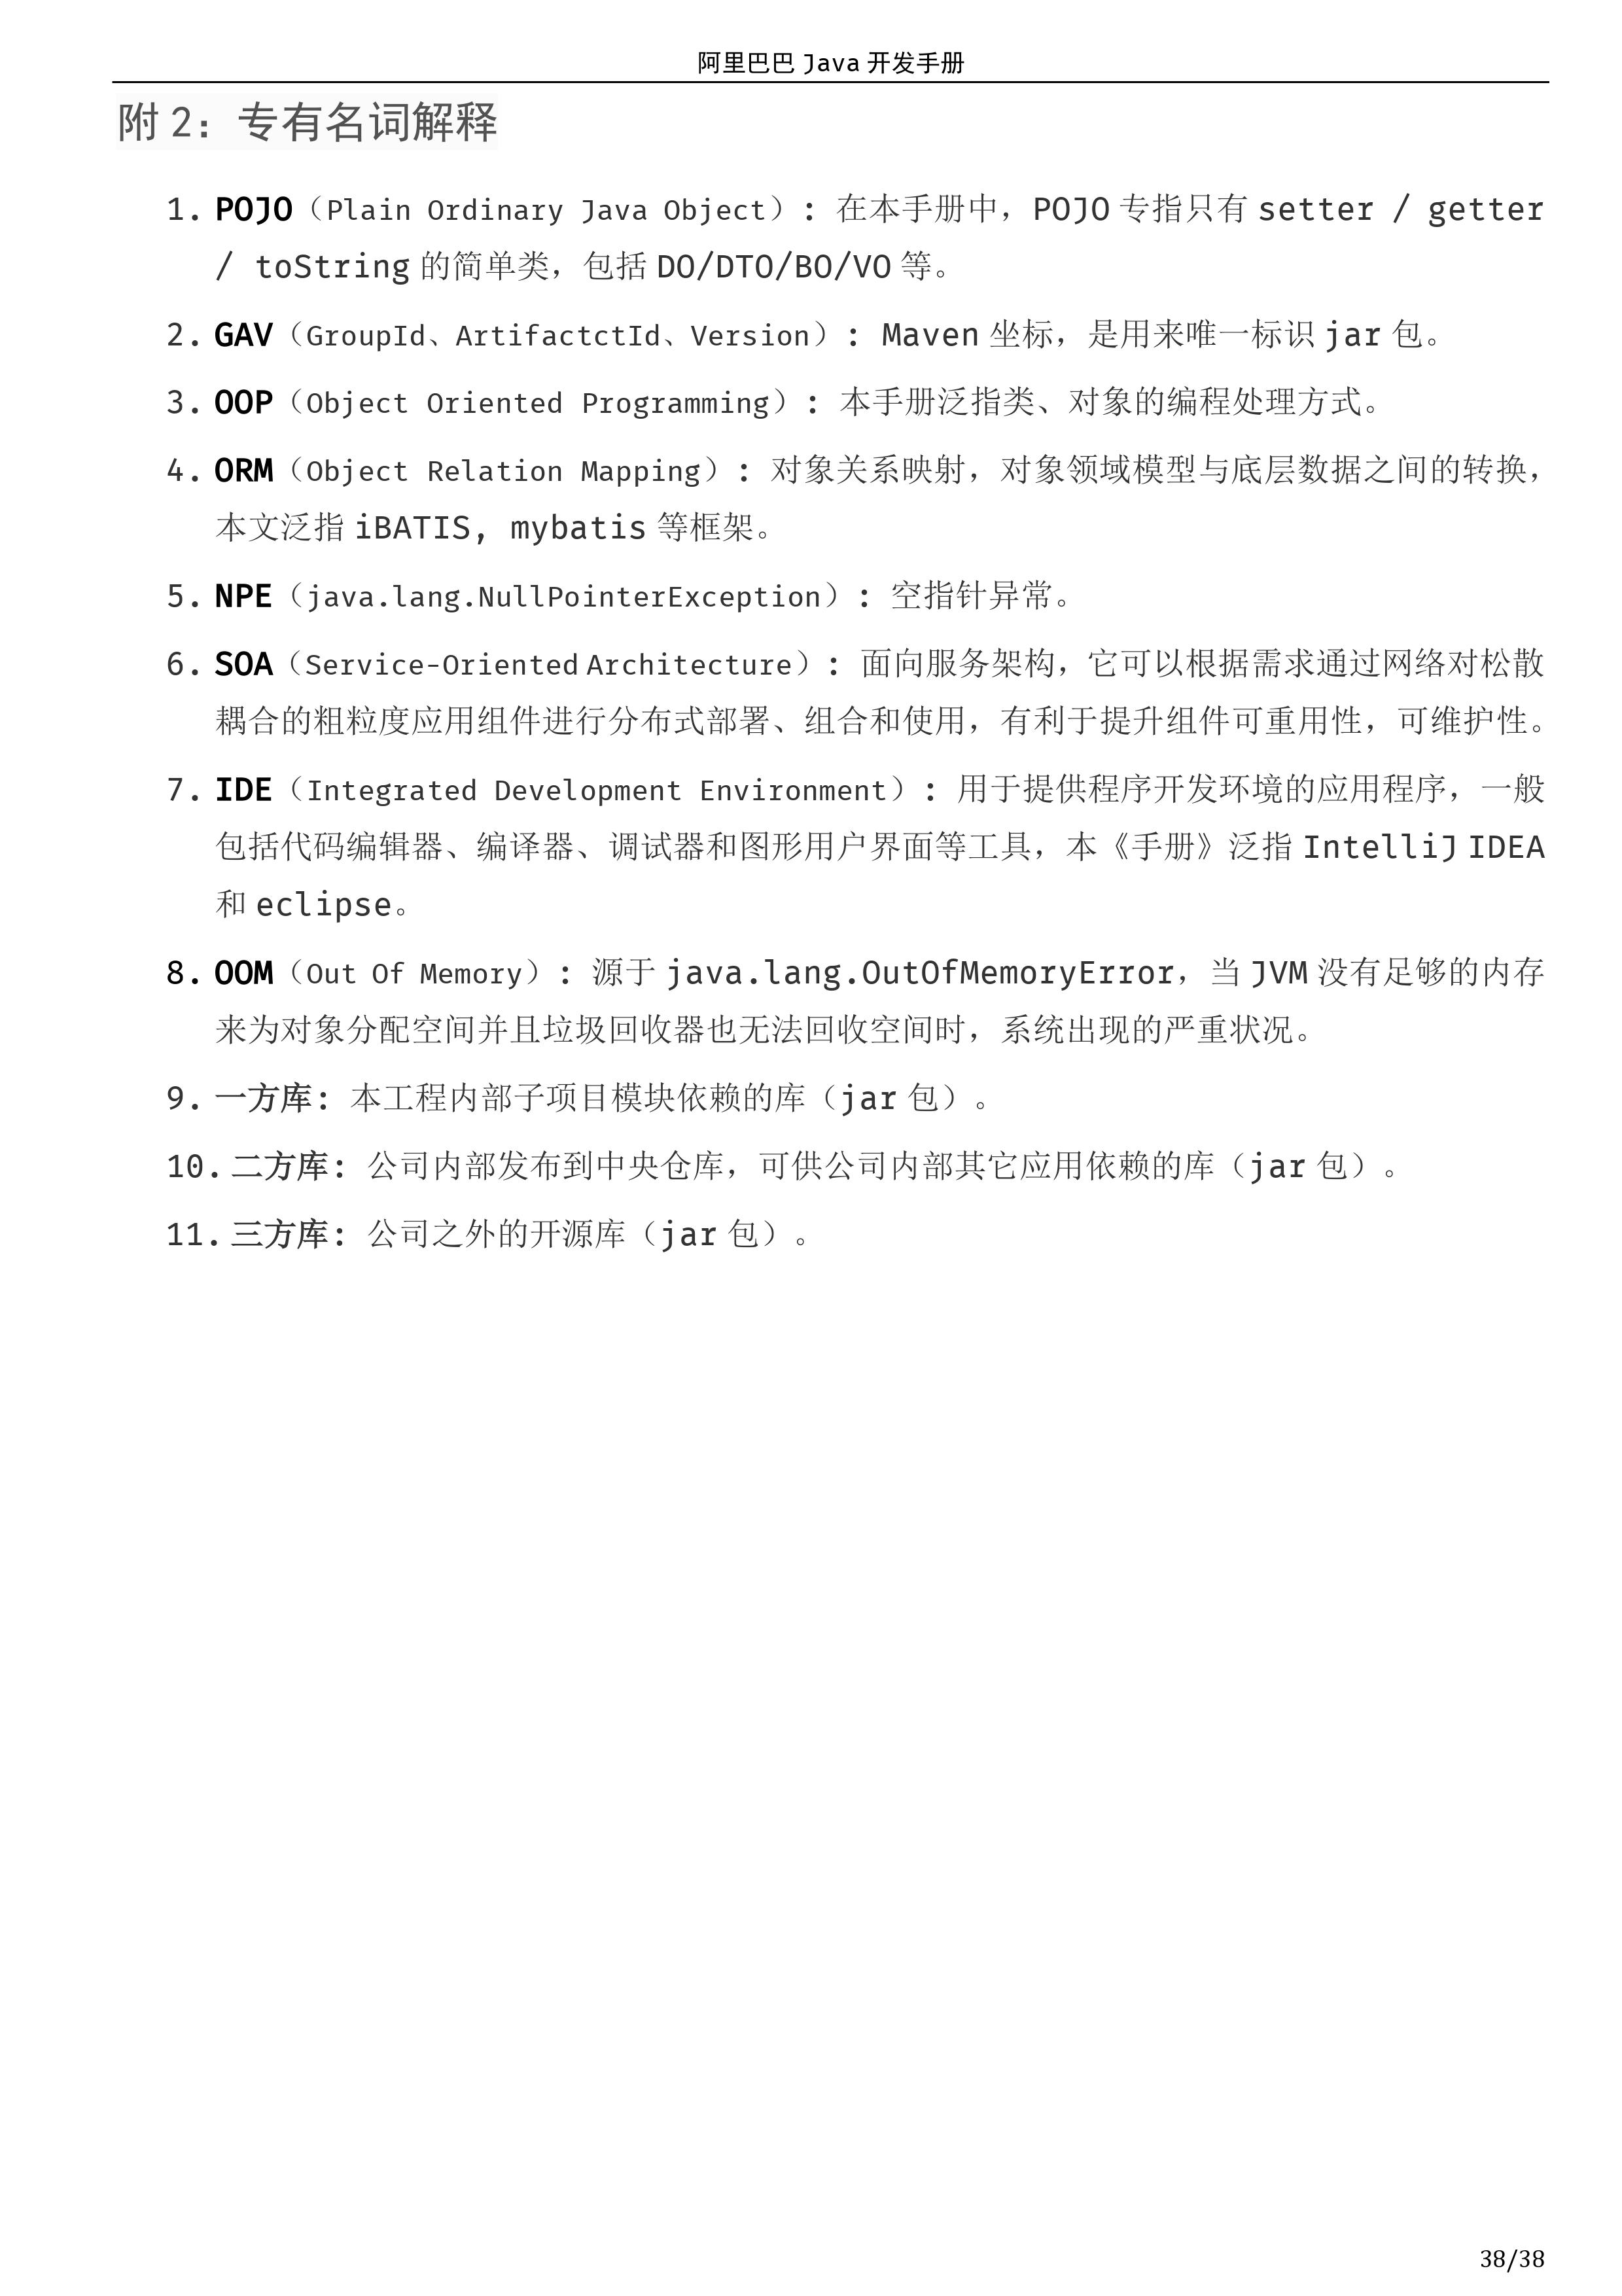 阿里巴巴 Java 开发手册
附 2：专有名词解释
1. POJO（Plain Ordinary Java Object）: 在本手册中，POJO 专指只有 setter / getter
/ toString 的简单类，包括 DO/DTO/BO/VO 等。
2. GAV（GroupId、ArtifactctId、Version）: Maven 坐标，是用来唯一标识 jar 包。
3. OOP（Object Oriented Programming）: 本手册泛指类、对象的编程处理方式。
4. ORM（Object Relation Mapping）: 对象关系映射，对象领域模型与底层数据之间的转换，
本文泛指 iBATIS, mybatis 等框架。
5. NPE（java.lang.NullPointerException）: 空指针异常。
6. SOA（Service-Oriented Architecture）: 面向服务架构，它可以根据需求通过网络对松散
耦合的粗粒度应用组件进行分布式部署、组合和使用，有利于提升组件可重用性，可维护性。
7. IDE（Integrated Development Environment）: 用于提供程序开发环境的应用程序，一般
包括代码编辑器、编译器、调试器和图形用户界面等工具，本《手册》泛指 IntelliJ IDEA
和 eclipse。
8. OOM（Out Of Memory）: 源于 java.lang.OutOfMemoryError，当 JVM 没有足够的内存
来为对象分配空间并且垃圾回收器也无法回收空间时，系统出现的严重状况。
9. 一方库: 本工程内部子项目模块依赖的库（jar 包）。
10. 二方库: 公司内部发布到中央仓库，可供公司内部其它应用依赖的库（jar 包）。
11. 三方库: 公司之外的开源库（jar 包）。
38/38